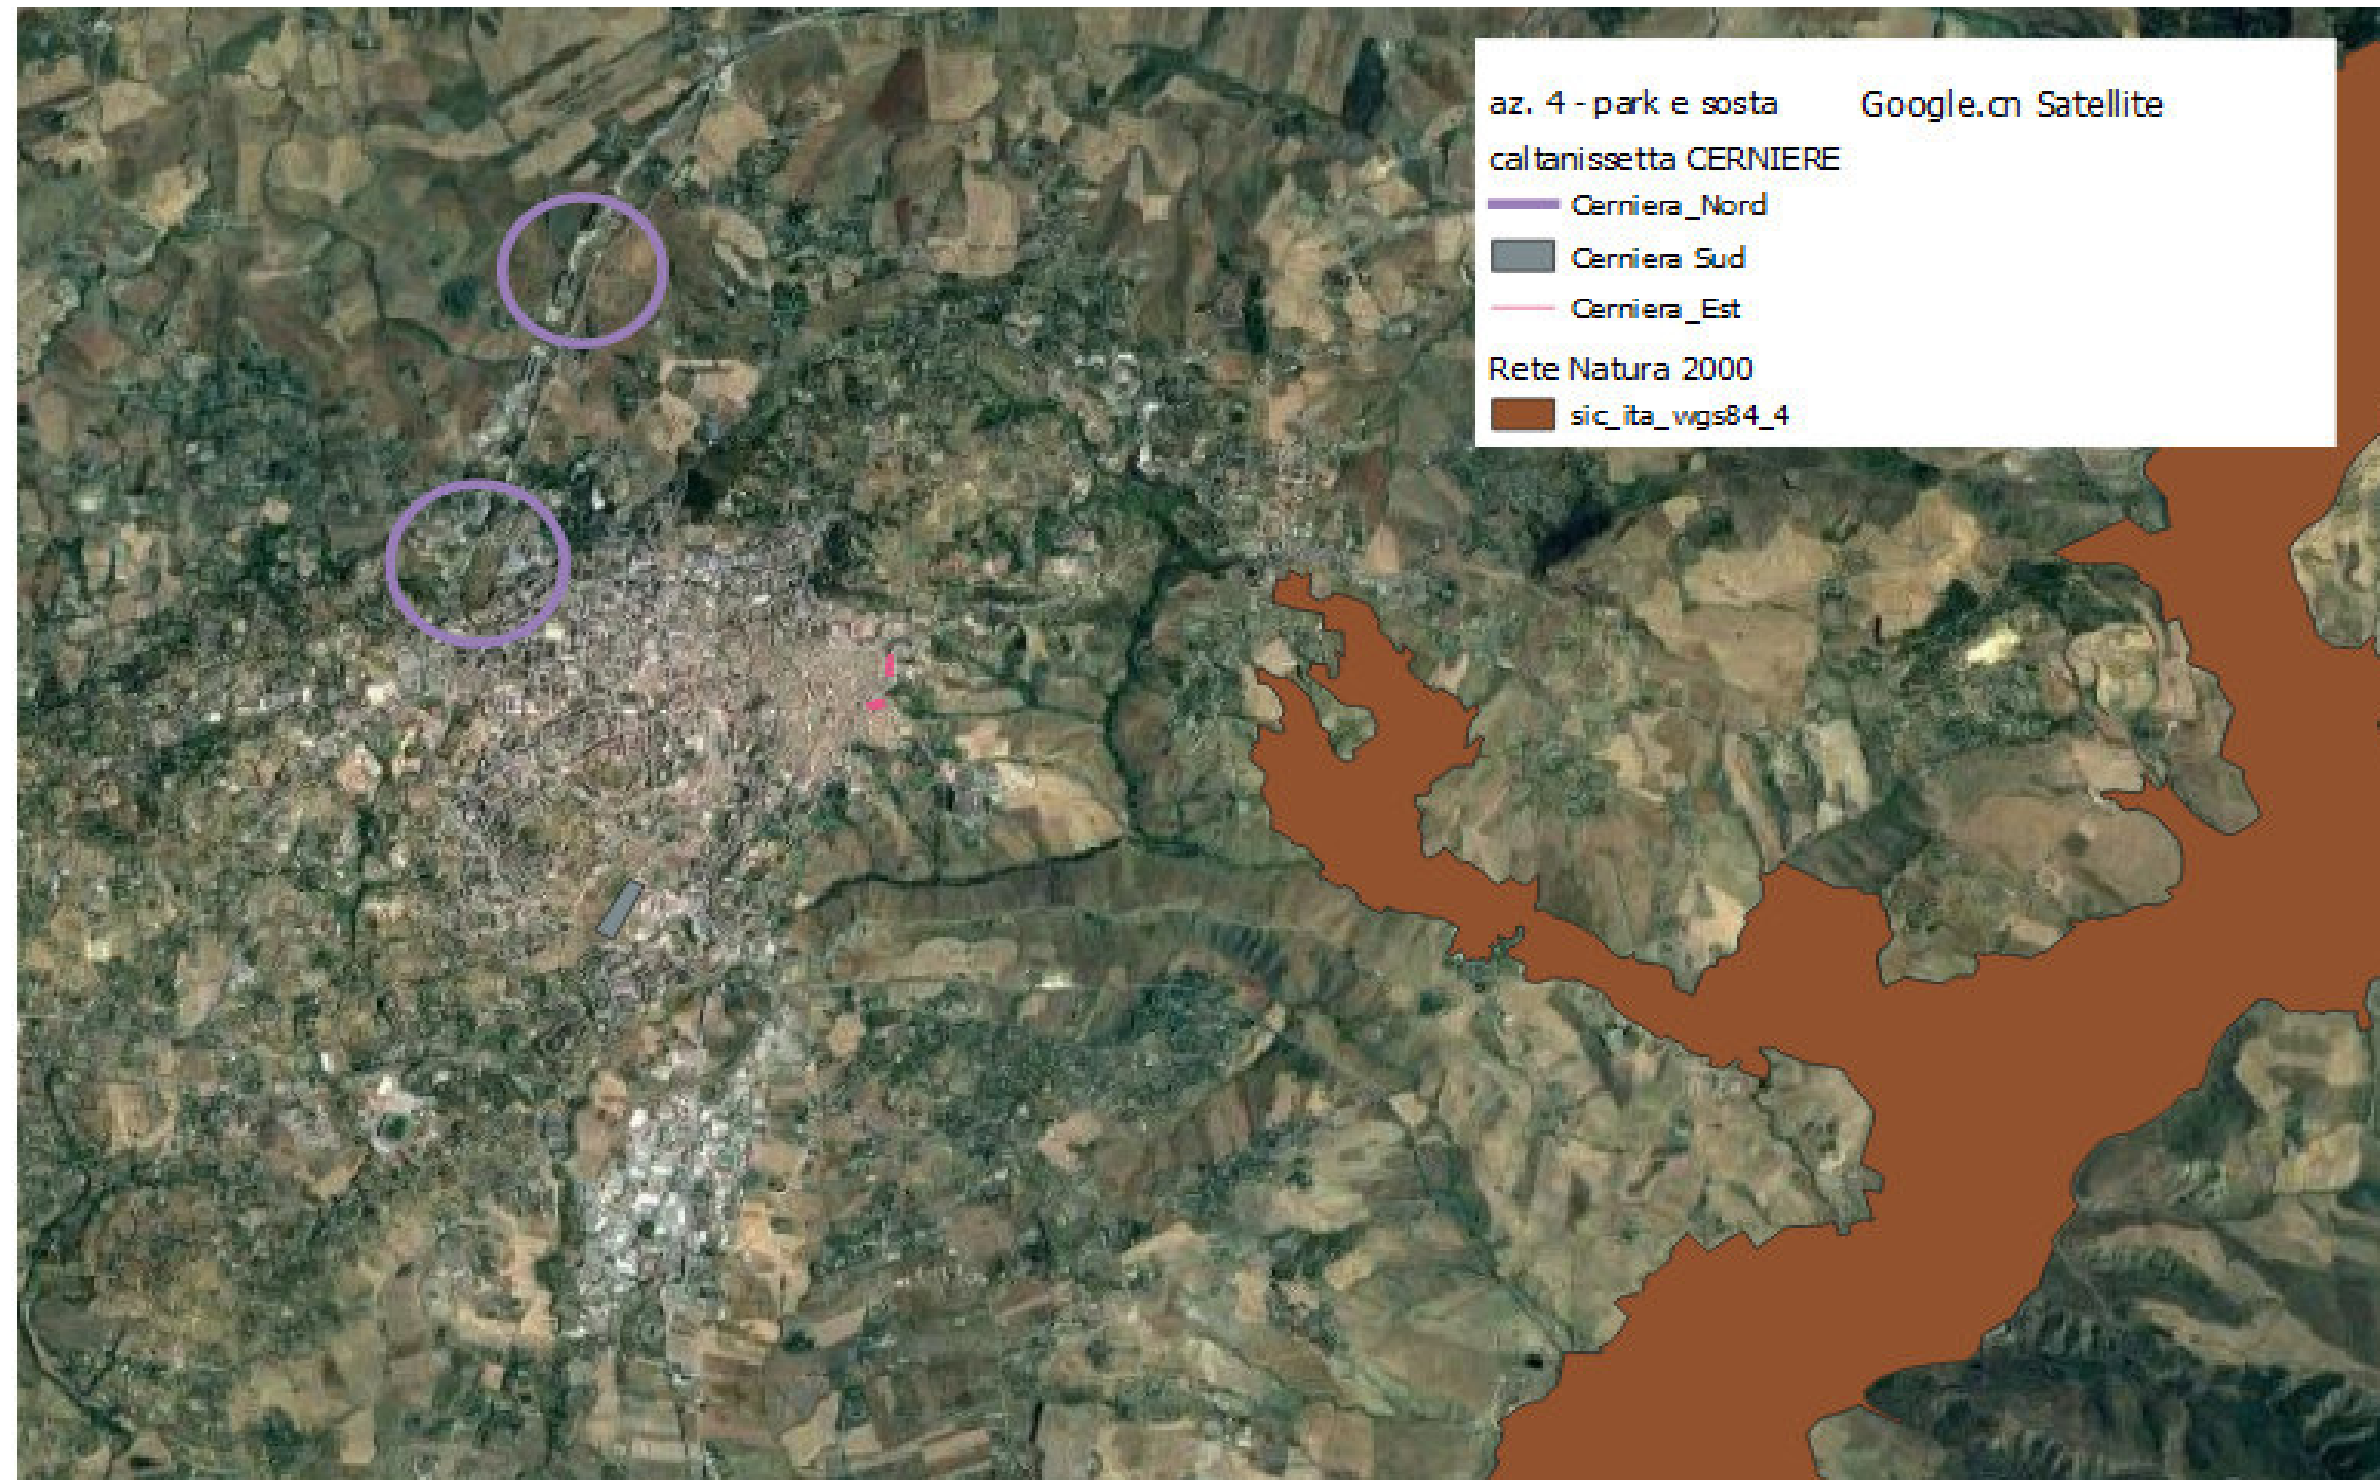 az. 4 - park e sosta
Google.cn Satellite
caltanissetta CERNIERE
Cerniera_Nord
Cerniera Sud
Cerniera_Est
Rete Natura 2000
sic_ita_wgs84_4